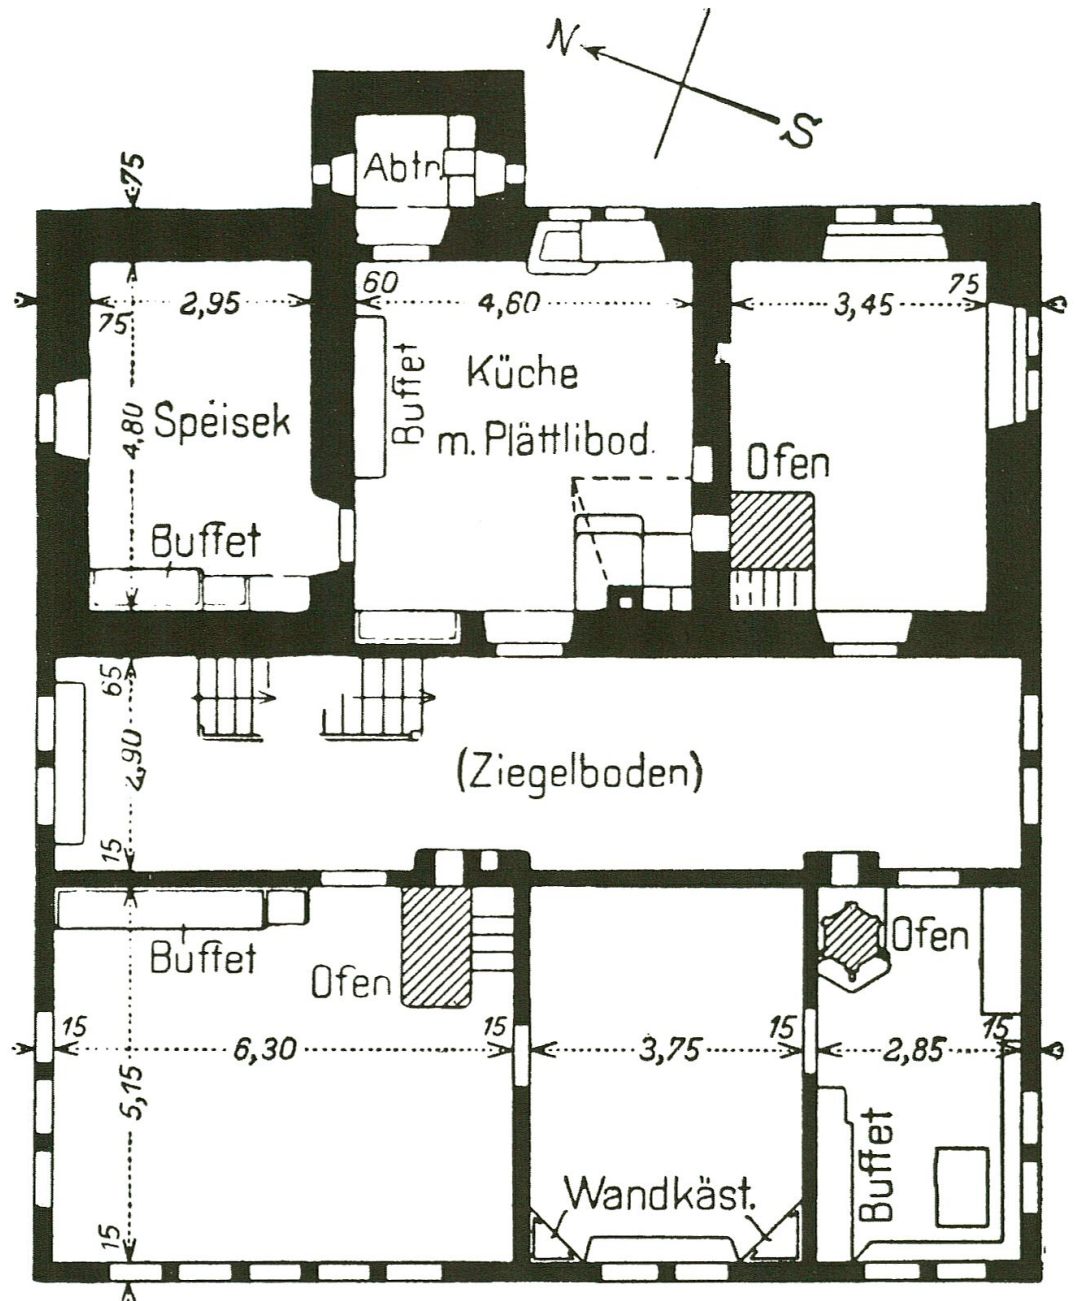 N
S
Abtr.
75
60
75
2,95
4,60
3,45
75
Buffet
Küche
m. Plättlibod.
Speisek
4,80
Ofen
Buffet
65
2,90
(Ziegelboden)
15
Buffet
Ofen
Ofen
15
15
15
15
6,30
3,75
2,85
5,15
Buffet
Wandkäst.
15